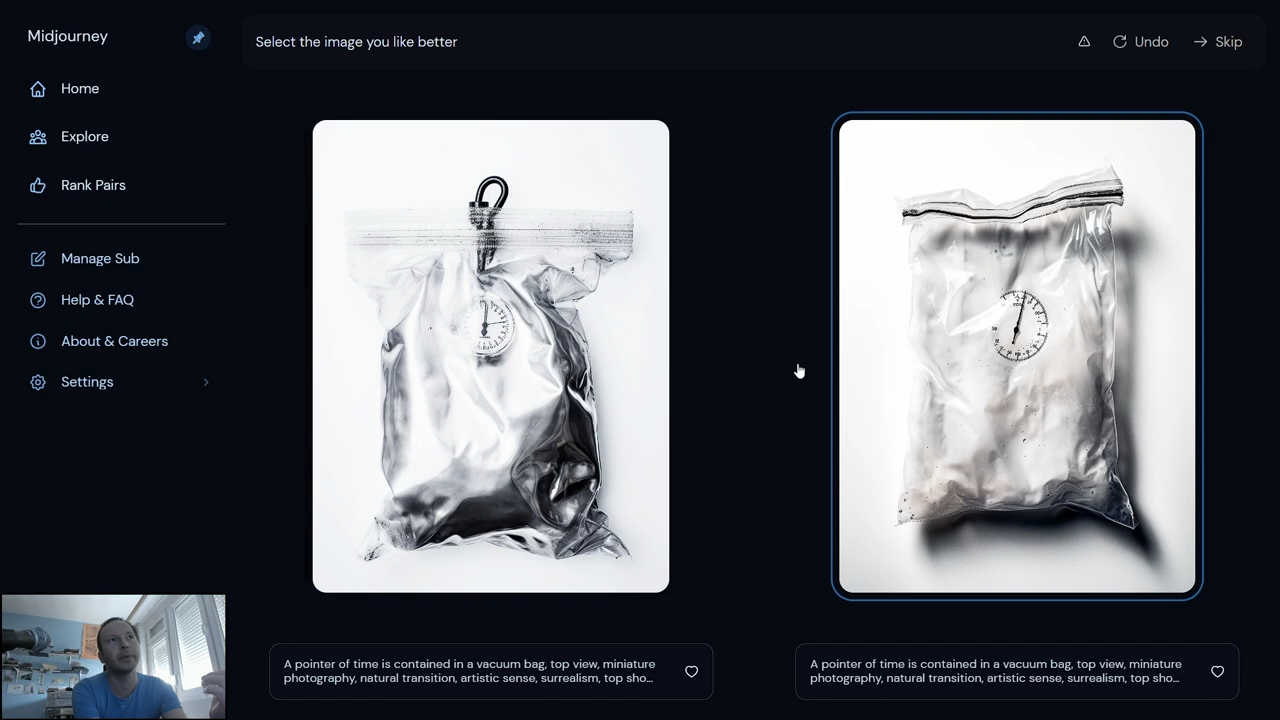 Midjourney
Select the image you like better
Undo
Skip
Home
Explore
Rank Pairs
Manage Sub
Help & FAQ
About & Careers
Settings
A pointer of time is contained in a vacuum bag, top view, miniature
photography, natural transition, artistic sense, surrealism, top sho...
A pointer of time is contained in a vacuum bag, top view, miniature
photography, natural transition, artistic sense, surrealism, top sho...